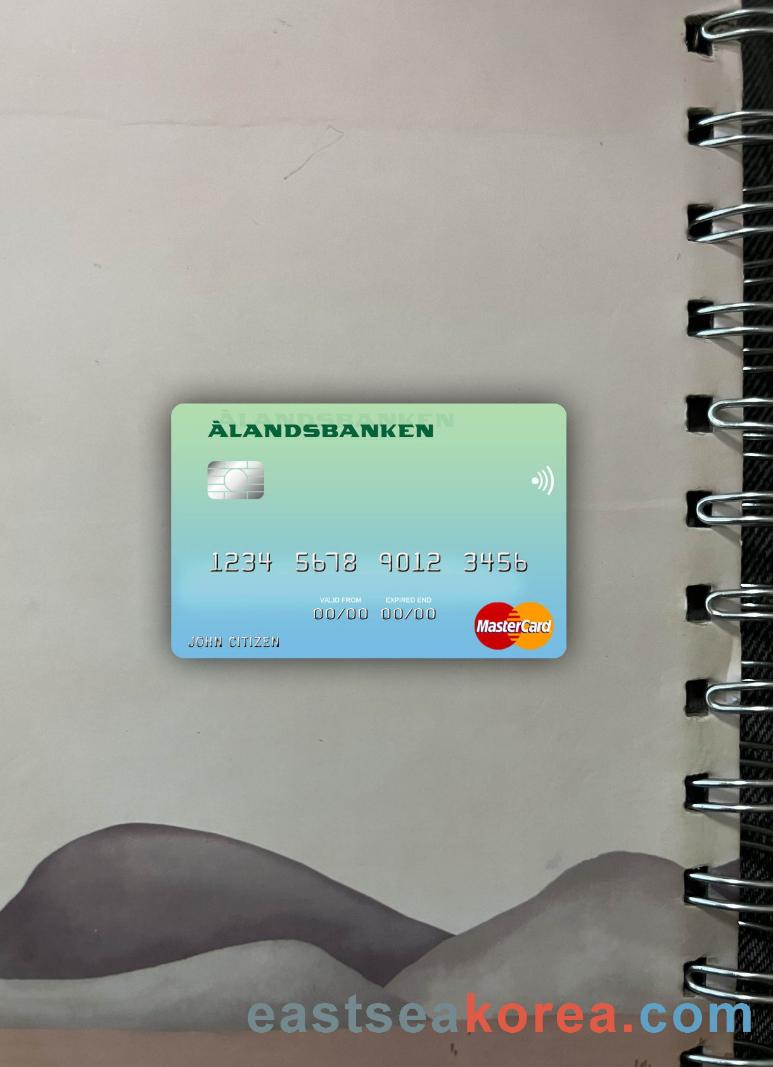 ÅLANDSBANKEN
1234 5678 9012 3456
VALID FROM EXPIRED END
00/00 00/00
JOHN CITIZEN
MasterCard
eastseakorea.com